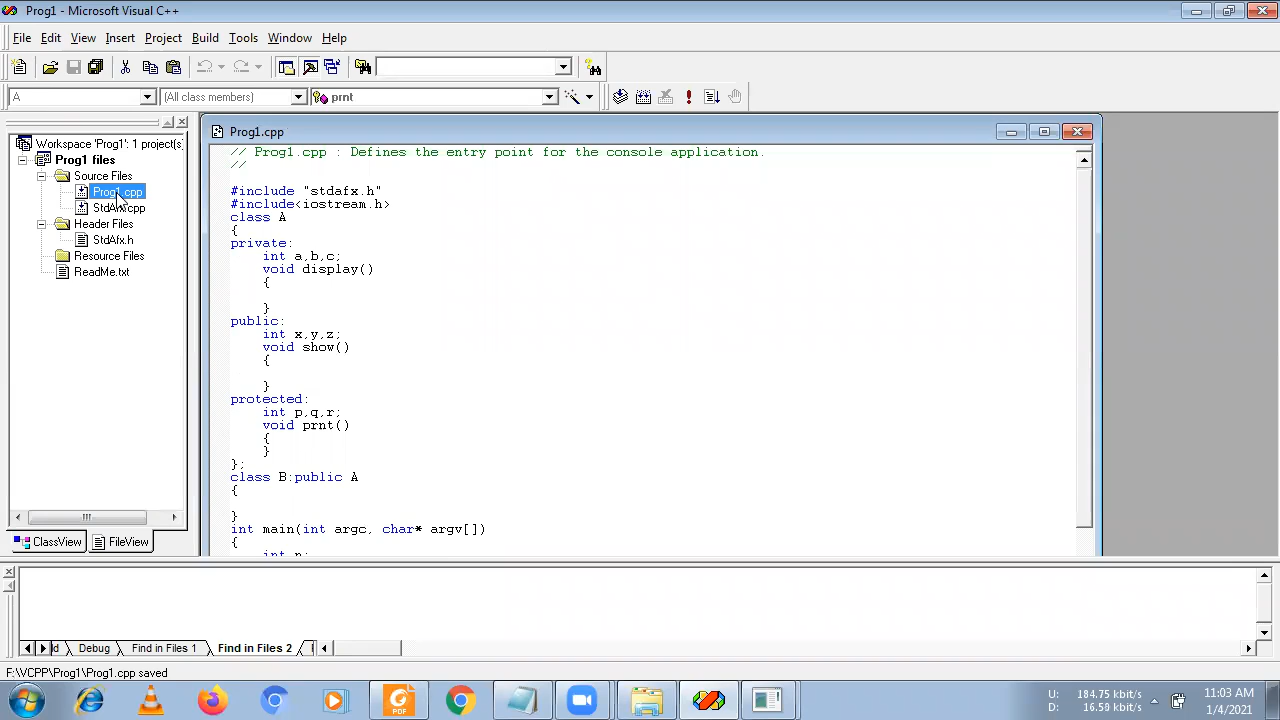 Prog1 - Microsoft Visual C++
File Edit View Insert Project Build Tools Window Help
A (All class members) prnt
Workspace 'Prog1': 1 project(s
Prog1 files
Source Files
Prog1.cpp
StdAfx.cpp
Header Files
StdAfx.h
Resource Files
ReadMe.txt
ClassView FileView
Prog1.cpp
// Prog1.cpp : Defines the entry point for the console application.
//
#include "stdafx.h"
#include<iostream.h>
class A
{
private:
int a,b,c;
void display()
{
}
public:
int x,y,z;
void show()
{
}
protected:
int p,q,r;
void prnt()
{
}
};
class B:public A
{
}
int main(int argc, char* argv[])
{
int n;
d Debug Find in Files 1 Find in Files 2
F:\VCPP\Prog1\Prog1.cpp saved
PDF
U: 184.75 kbit/s
D: 16.50 kbit/s
11:03 AM
1/4/2021